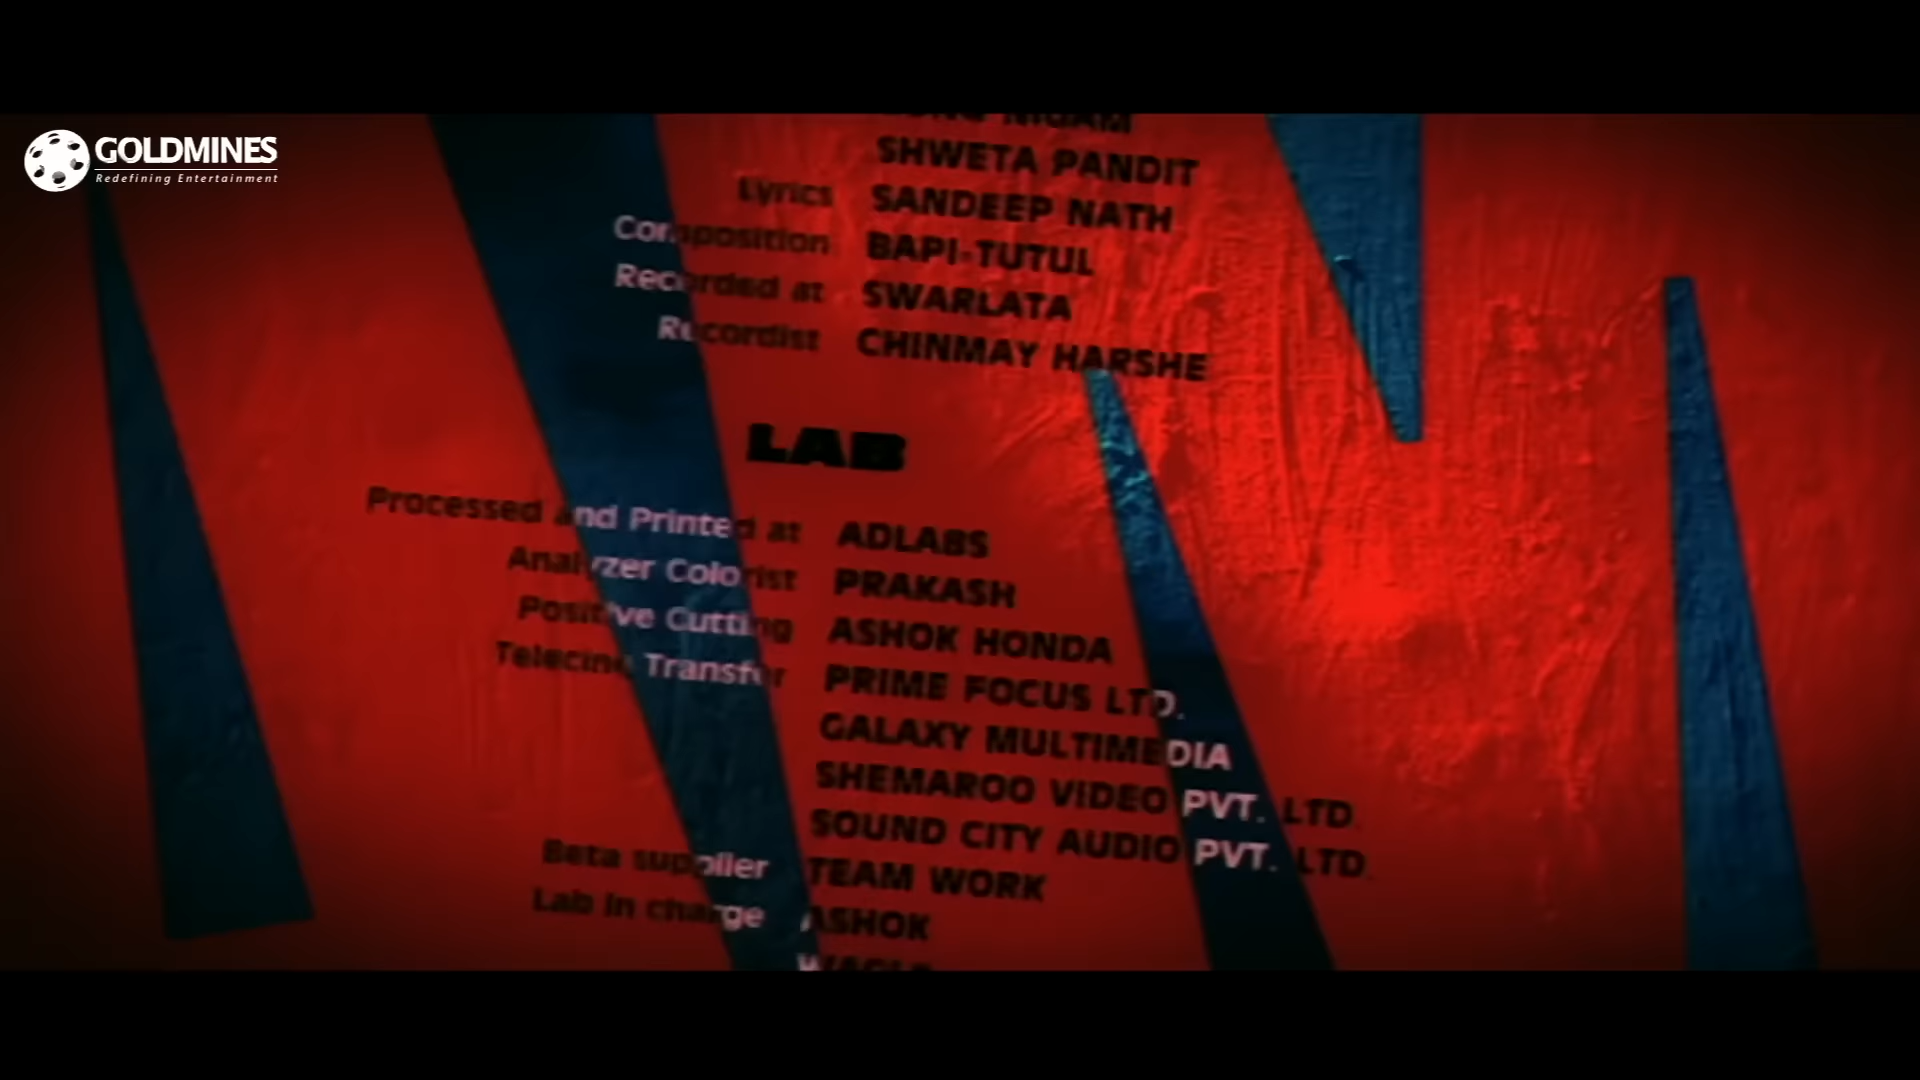 GOLDMINES
Redefining Entertainment
SHWETA PANDIT
Lyrics SANDEEP NATH
Composition BAPI-TUTUL
Recorded at SWARLATA
Recordist CHINMAY HARSHE
LAB
Processed and Printed at ADLABS
Analyzer Colorist PRAKASH
Positive Cutting ASHOK HONDA
Telecine Transfer PRIME FOCUS LTD.
GALAXY MULTIMEDIA
SHEMAROO VIDEO PVT. LTD.
SOUND CITY AUDIO PVT. LTD.
Beta supplier TEAM WORK
Lab in charge ASHOK